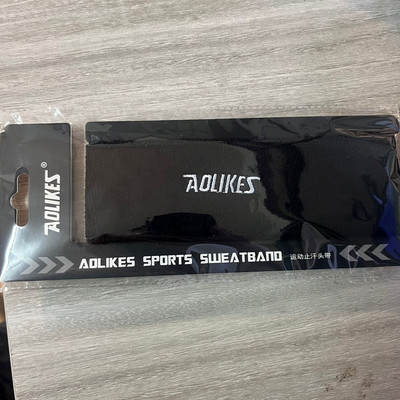 AOLIKES®
AOLIKES
AOLIKES SPORTS SWEATBAND 运动止汗头带